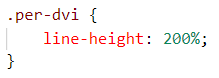 .per-dvi {
    line-height: 200%;
}